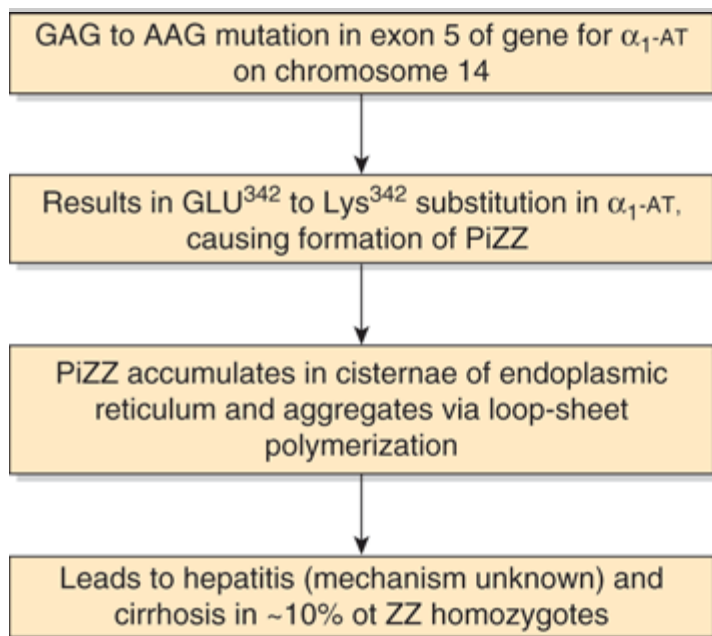 GAG to AAG mutation in exon 5 of gene for α₁-AT
on chromosome 14
Results in GLU³⁴² to Lys³⁴² substitution in α₁-AT,
causing formation of PiZZ
PiZZ accumulates in cisternae of endoplasmic
reticulum and aggregates via loop-sheet
polymerization
Leads to hepatitis (mechanism unknown) and
cirrhosis in ~10% ot ZZ homozygotes